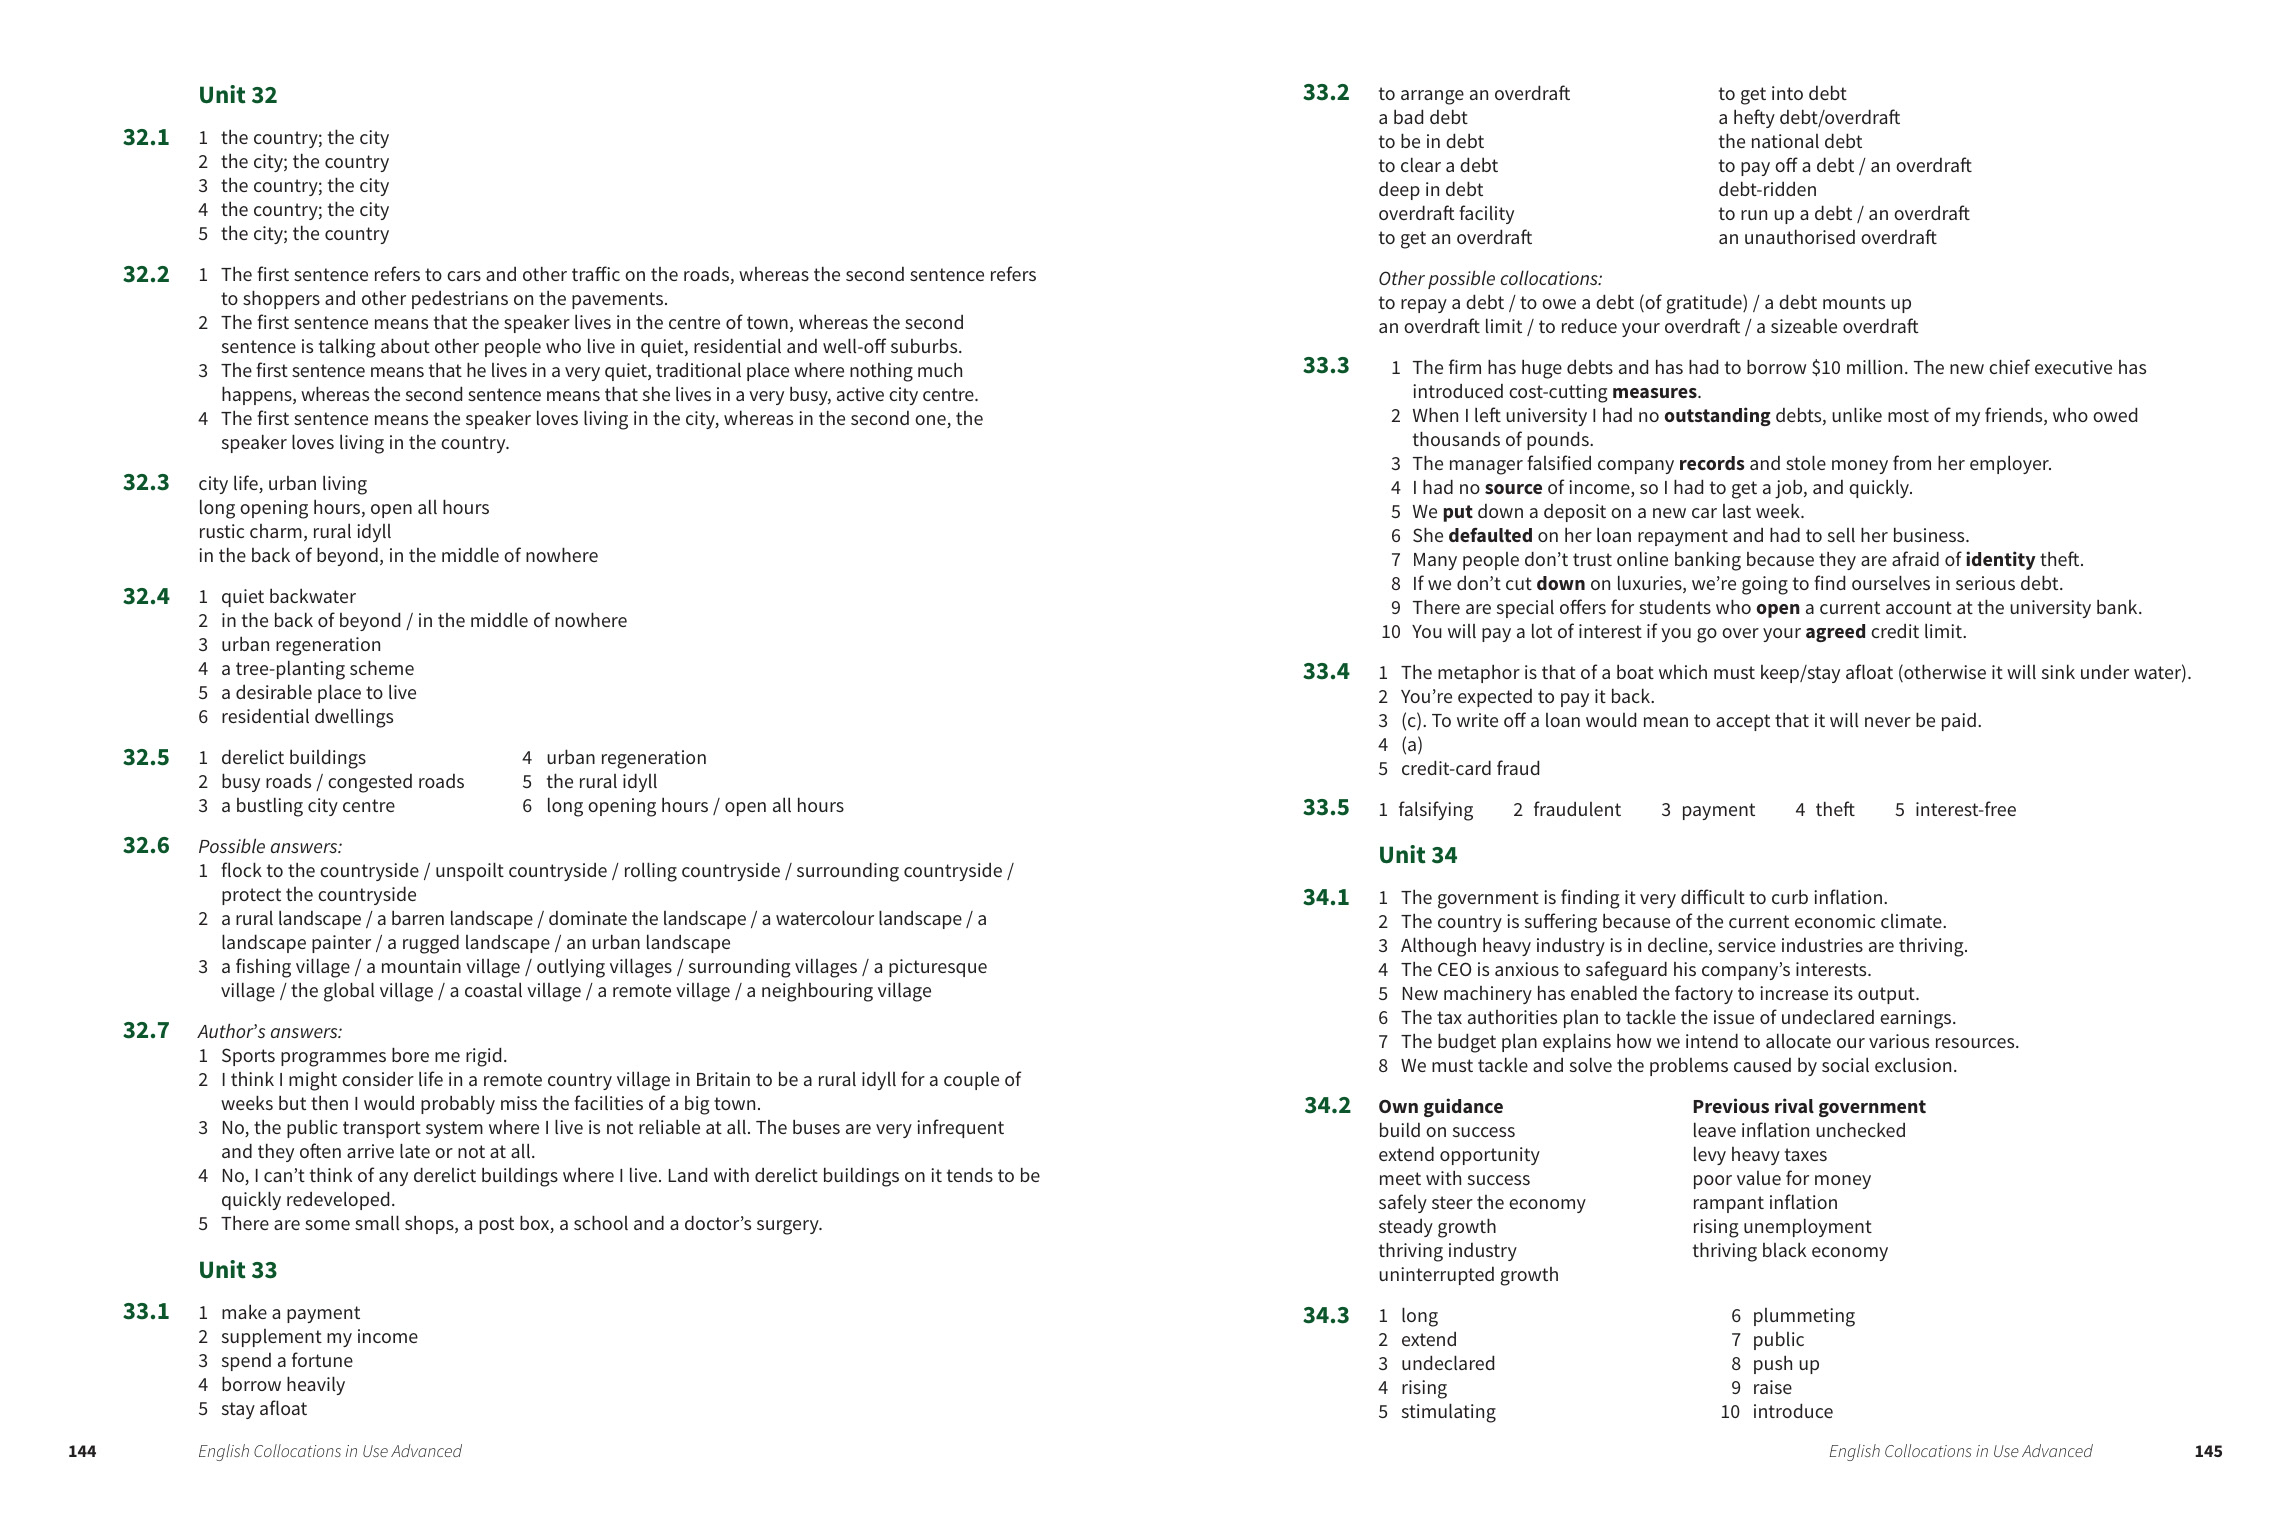 Unit 32
32.1 1 the country; the city
2 the city; the country
3 the country; the city
4 the country; the city
5 the city; the country
32.2 1 The first sentence refers to cars and other traffic on the roads, whereas the second sentence refers
to shoppers and other pedestrians on the pavements.
2 The first sentence means that the speaker lives in the centre of town, whereas the second
sentence is talking about other people who live in quiet, residential and well-off suburbs.
3 The first sentence means that he lives in a very quiet, traditional place where nothing much
happens, whereas the second sentence means that she lives in a very busy, active city centre.
4 The first sentence means the speaker loves living in the city, whereas in the second one, the
speaker loves living in the country.
32.3 city life, urban living
long opening hours, open all hours
rustic charm, rural idyll
in the back of beyond, in the middle of nowhere
32.4 1 quiet backwater
2 in the back of beyond / in the middle of nowhere
3 urban regeneration
4 a tree-planting scheme
5 a desirable place to live
6 residential dwellings
32.5 1 derelict buildings 4 urban regeneration
2 busy roads / congested roads 5 the rural idyll
3 a bustling city centre 6 long opening hours / open all hours
32.6 Possible answers:
1 flock to the countryside / unspoilt countryside / rolling countryside / surrounding countryside /
protect the countryside
2 a rural landscape / a barren landscape / dominate the landscape / a watercolour landscape / a
landscape painter / a rugged landscape / an urban landscape
3 a fishing village / a mountain village / outlying villages / surrounding villages / a picturesque
village / the global village / a coastal village / a remote village / a neighbouring village
32.7 Author's answers:
1 Sports programmes bore me rigid.
2 I think I might consider life in a remote country village in Britain to be a rural idyll for a couple of
weeks but then I would probably miss the facilities of a big town.
3 No, the public transport system where I live is not reliable at all. The buses are very infrequent
and they often arrive late or not at all.
4 No, I can't think of any derelict buildings where I live. Land with derelict buildings on it tends to be
quickly redeveloped.
5 There are some small shops, a post box, a school and a doctor's surgery.
Unit 33
33.1 1 make a payment
2 supplement my income
3 spend a fortune
4 borrow heavily
5 stay afloat
144 English Collocations in Use Advanced
33.2 to arrange an overdraft to get into debt
a bad debt a hefty debt/overdraft
to be in debt the national debt
to clear a debt to pay off a debt / an overdraft
deep in debt debt-ridden
overdraft facility to run up a debt / an overdraft
to get an overdraft an unauthorised overdraft
Other possible collocations:
to repay a debt / to owe a debt (of gratitude) / a debt mounts up
an overdraft limit / to reduce your overdraft / a sizeable overdraft
33.3 1 The firm has huge debts and has had to borrow $10 million. The new chief executive has
introduced cost-cutting measures.
2 When I left university I had no outstanding debts, unlike most of my friends, who owed
thousands of pounds.
3 The manager falsified company records and stole money from her employer.
4 I had no source of income, so I had to get a job, and quickly.
5 We put down a deposit on a new car last week.
6 She defaulted on her loan repayment and had to sell her business.
7 Many people don't trust online banking because they are afraid of identity theft.
8 If we don't cut down on luxuries, we're going to find ourselves in serious debt.
9 There are special offers for students who open a current account at the university bank.
10 You will pay a lot of interest if you go over your agreed credit limit.
33.4 1 The metaphor is that of a boat which must keep/stay afloat (otherwise it will sink under water).
2 You're expected to pay it back.
3 (c). To write off a loan would mean to accept that it will never be paid.
4 (a)
5 credit-card fraud
33.5 1 falsifying 2 fraudulent 3 payment 4 theft 5 interest-free
Unit 34
34.1 1 The government is finding it very difficult to curb inflation.
2 The country is suffering because of the current economic climate.
3 Although heavy industry is in decline, service industries are thriving.
4 The CEO is anxious to safeguard his company's interests.
5 New machinery has enabled the factory to increase its output.
6 The tax authorities plan to tackle the issue of undeclared earnings.
7 The budget plan explains how we intend to allocate our various resources.
8 We must tackle and solve the problems caused by social exclusion.
34.2 Own guidance Previous rival government
build on success leave inflation unchecked
extend opportunity levy heavy taxes
meet with success poor value for money
safely steer the economy rampant inflation
steady growth rising unemployment
thriving industry thriving black economy
uninterrupted growth
34.3 1 long 6 plummeting
2 extend 7 public
3 undeclared 8 push up
4 rising 9 raise
5 stimulating 10 introduce
English Collocations in Use Advanced 145